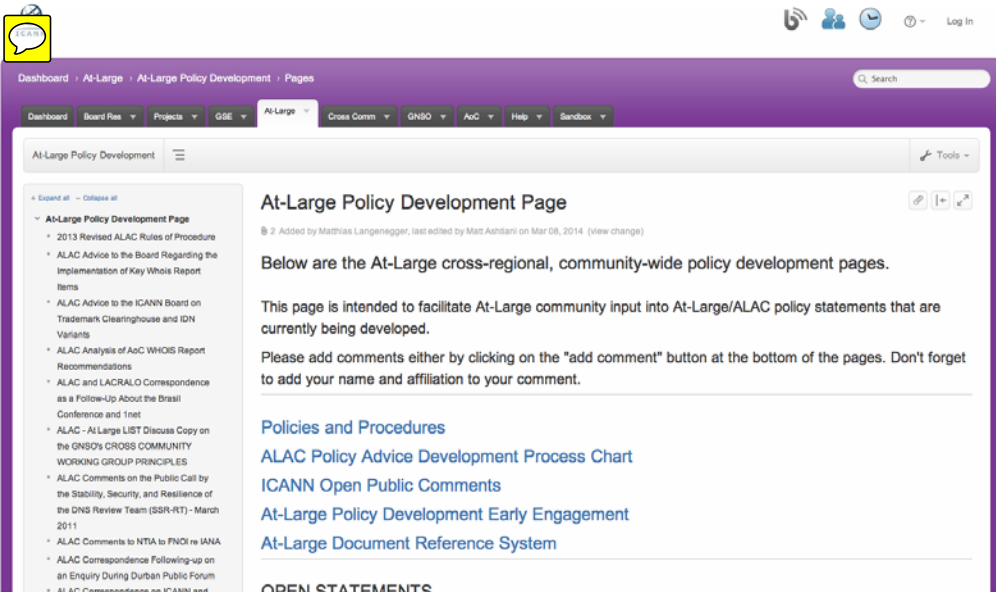 ICANN
Log In
Dashboard › At-Large › At-Large Policy Development › Pages
Search
Dashboard Board Res Projects GSE At-Large Cross Comm GNSO AoC Help Sandbox
At-Large Policy Development
Tools
+ Expand all − Collapse all
At-Large Policy Development Page
2013 Revised ALAC Rules of Procedure
ALAC Advice to the Board Regarding the
Implementation of Key Whois Report
Items
ALAC Advice to the ICANN Board on
Trademark Clearinghouse and IDN
Variants
ALAC Analysis of AoC WHOIS Report
Recommendations
ALAC and LACRALO Correspondence
as a Follow-Up About the Brasil
Conference and 1net
ALAC - At Large LIST Discuss Copy on
the GNSO's CROSS COMMUNITY
WORKING GROUP PRINCIPLES
ALAC Comments on the Public Call by
the Stability, Security, and Resilience of
the DNS Review Team (SSR-RT) - March
2011
ALAC Comments to NTIA to FNOI re IANA
ALAC Correspondence Following-up on
an Enquiry During Durban Public Forum
ALAC Correspondence on ICANN and
At-Large Policy Development Page
2 Added by Matthias Langenegger, last edited by Matt Ashtiani on Mar 08, 2014 (view change)
Below are the At-Large cross-regional, community-wide policy development pages.
This page is intended to facilitate At-Large community input into At-Large/ALAC policy statements that are
currently being developed.
Please add comments either by clicking on the "add comment" button at the bottom of the pages. Don't forget
to add your name and affiliation to your comment.
Policies and Procedures
ALAC Policy Advice Development Process Chart
ICANN Open Public Comments
At-Large Policy Development Early Engagement
At-Large Document Reference System
OPEN STATEMENTS